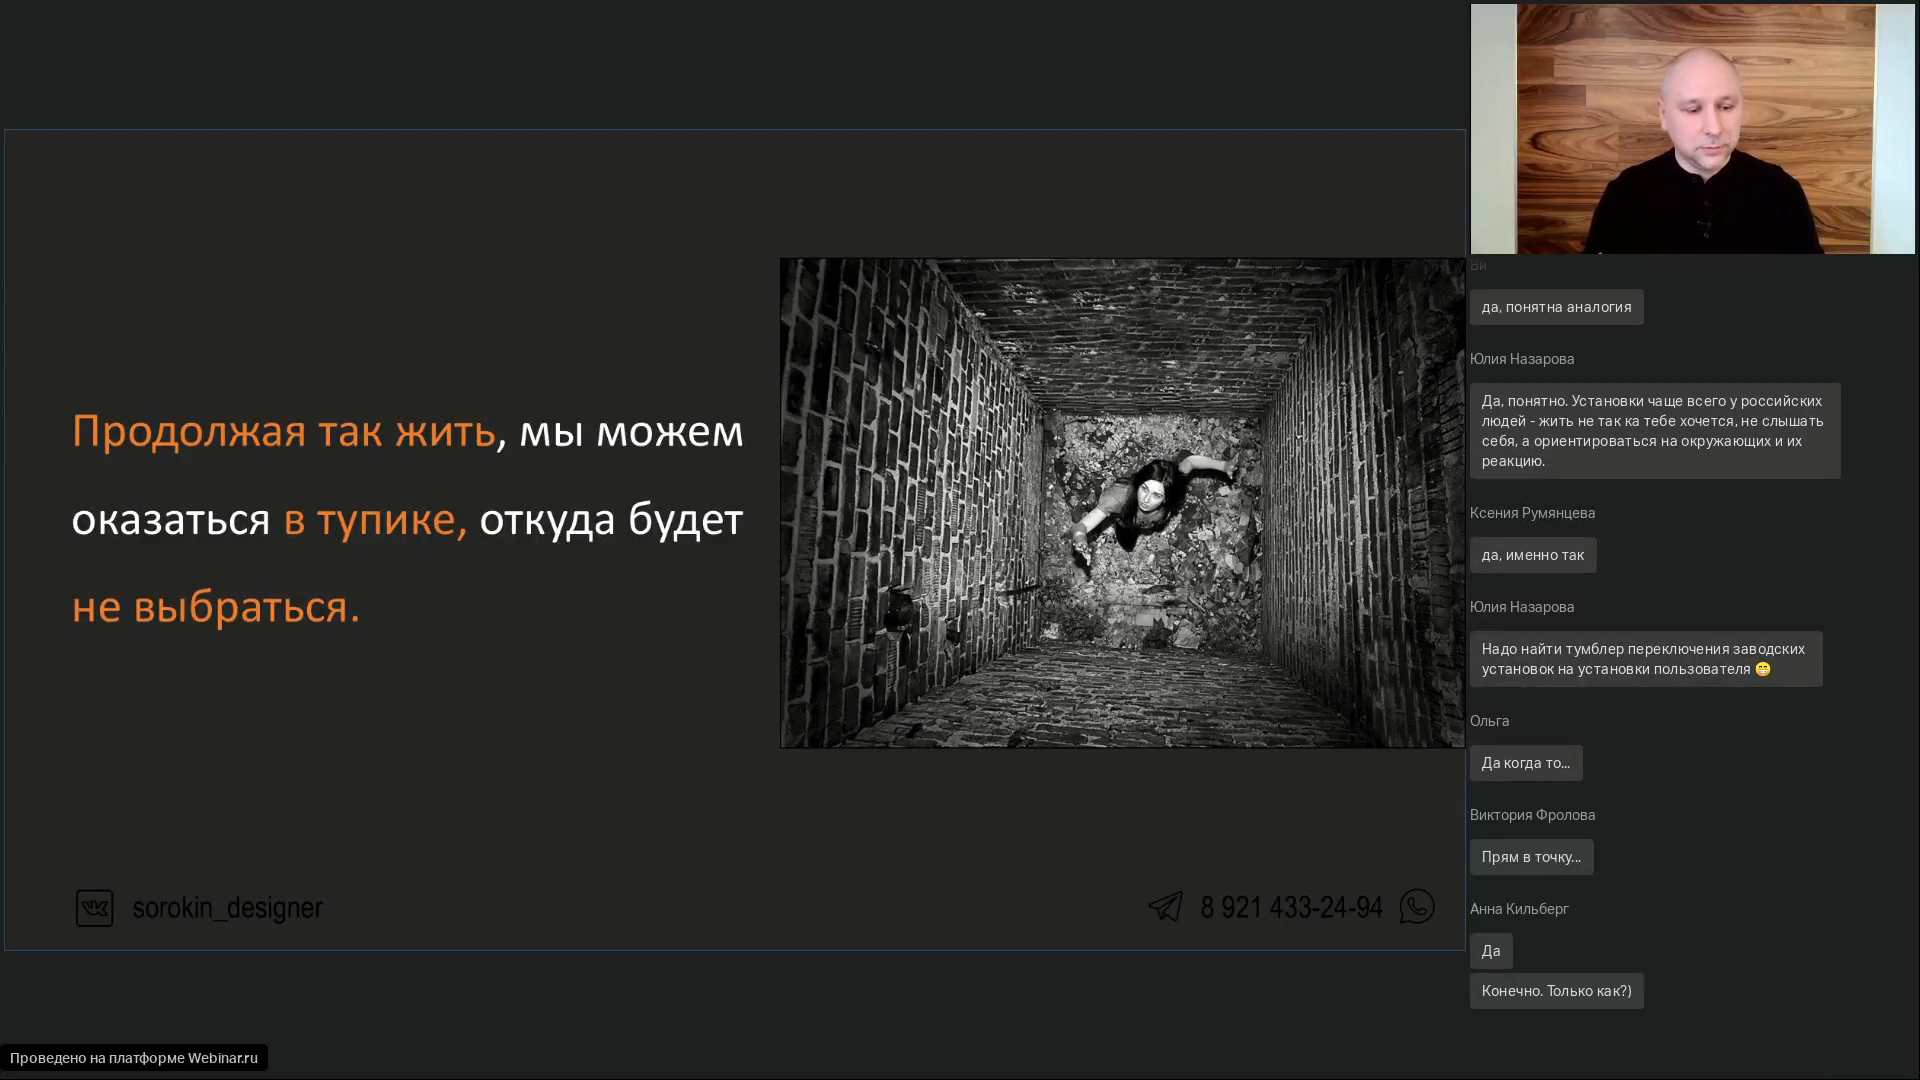 Продолжая так жить, мы можем
оказаться в тупике, откуда будет
не выбраться.
sorokin_designer
8 921 433-24-94
Ви
да, понятна аналогия
Юлия Назарова
Да, понятно. Установки чаще всего у российских
людей - жить не так ка тебе хочется, не слышать
себя, а ориентироваться на окружающих и их
реакцию.
Ксения Румянцева
да, именно так
Юлия Назарова
Надо найти тумблер переключения заводских
установок на установки пользователя 😁
Ольга
Да когда то...
Виктория Фролова
Прям в точку...
Анна Кильберг
Да
Конечно. Только как?)
Проведено на платформе Webinar.ru